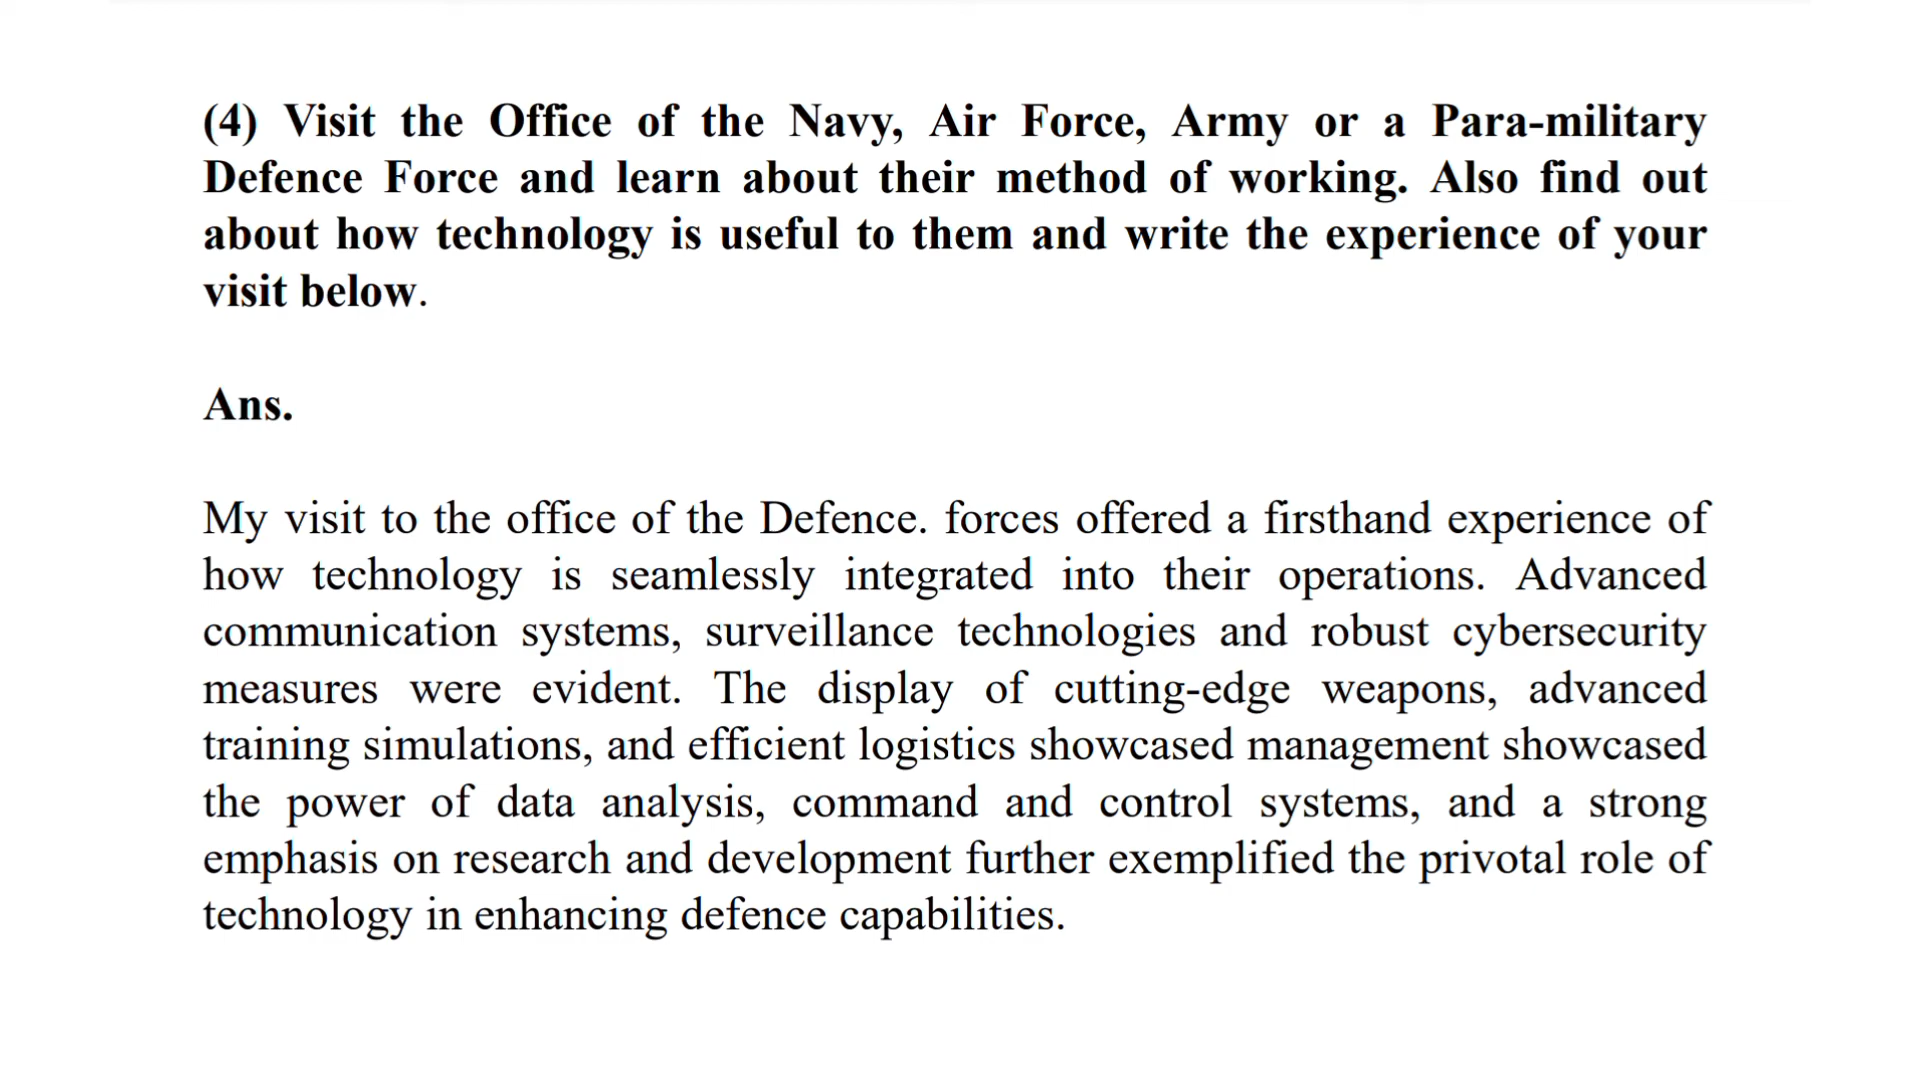 (4) Visit the Office of the Navy, Air Force, Army or a Para-military
Defence Force and learn about their method of working. Also find out
about how technology is useful to them and write the experience of your
visit below.
Ans.
My visit to the office of the Defence. forces offered a firsthand experience of
how technology is seamlessly integrated into their operations. Advanced
communication systems, surveillance technologies and robust cybersecurity
measures were evident. The display of cutting-edge weapons, advanced
training simulations, and efficient logistics showcased management showcased
the power of data analysis, command and control systems, and a strong
emphasis on research and development further exemplified the privotal role of
technology in enhancing defence capabilities.